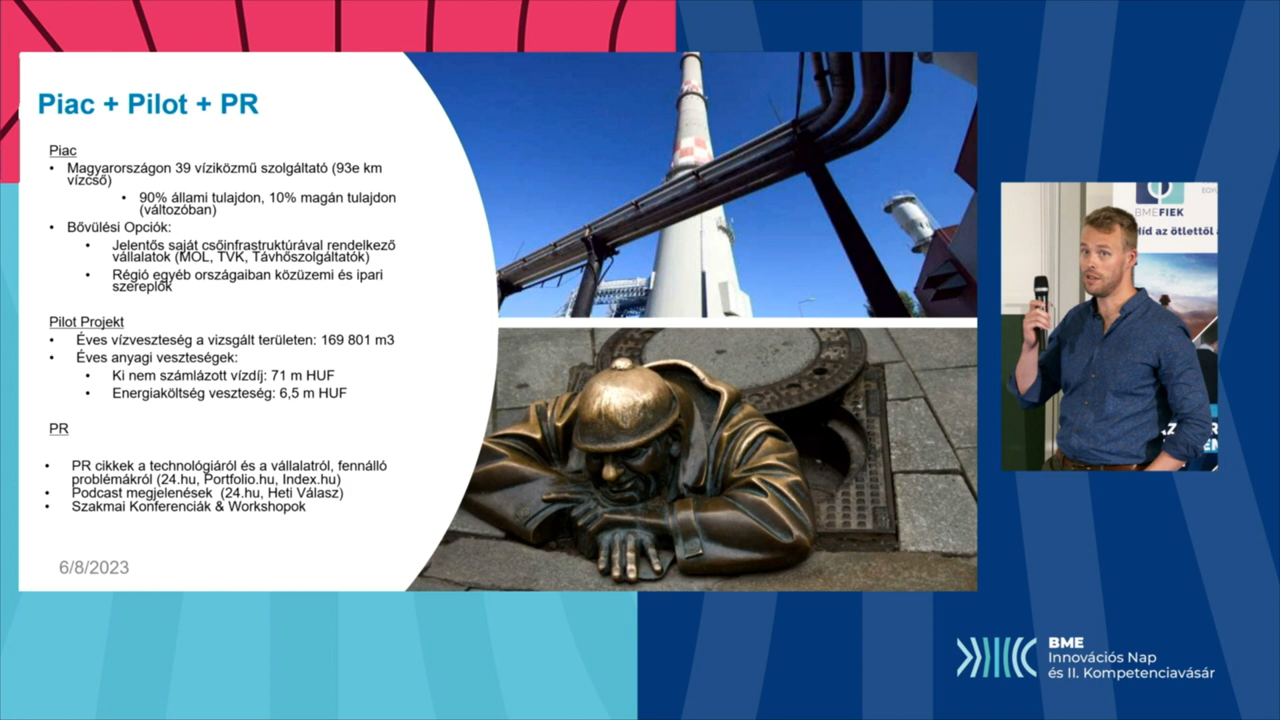 Piac + Pilot + PR
Piac
• Magyarországon 39 víziközmű szolgáltató (93e km
vízcső)
• 90% állami tulajdon, 10% magán tulajdon
(változóban)
• Bővülési Opciók:
• Jelentős saját csőinfrastruktúrával rendelkező
vállalatok (MOL, TVK, Távhőszolgáltatók)
• Régió egyéb országaiban közüzemi és ipari
szereplők
Pilot Projekt
• Éves vízveszteség a vizsgált területen: 169 801 m3
• Éves anyagi veszteségek:
• Ki nem számlázott vízdíj: 71 m HUF
• Energiaköltség veszteség: 6,5 m HUF
PR
• PR cikkek a technológiáról és a vállalatról, fennálló
problémákról (24.hu, Portfolio.hu, Index.hu)
• Podcast megjelenések (24.hu, Heti Válasz)
• Szakmai Konferenciák & Workshopok
6/8/2023
BMEFIEK
Híd az ötlettől
BME
Innovációs Nap
és II. Kompetenciavásár